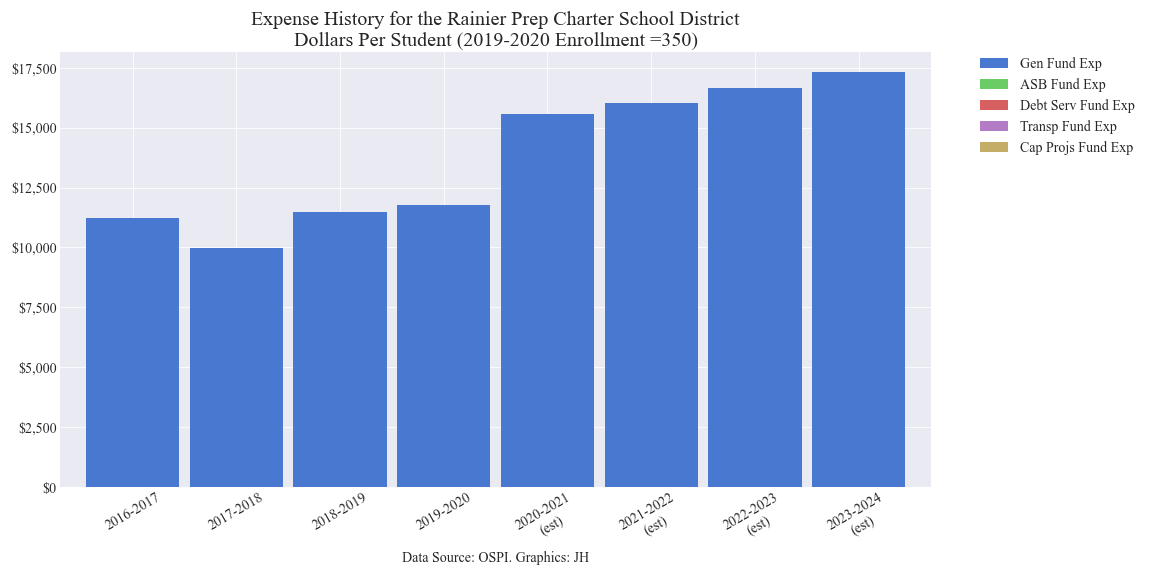 Expense History for the Rainier Prep Charter School District
Dollars Per Student (2019-2020 Enrollment =350)
$17,500
$15,000
$12,500
$10,000
$7,500
$5,000
$2,500
$0
2016-2017
2017-2018
2018-2019
2019-2020
2020-2021
(est)
2021-2022
(est)
2022-2023
(est)
2023-2024
(est)
Data Source: OSPI. Graphics: JH
Gen Fund Exp
ASB Fund Exp
Debt Serv Fund Exp
Transp Fund Exp
Cap Projs Fund Exp